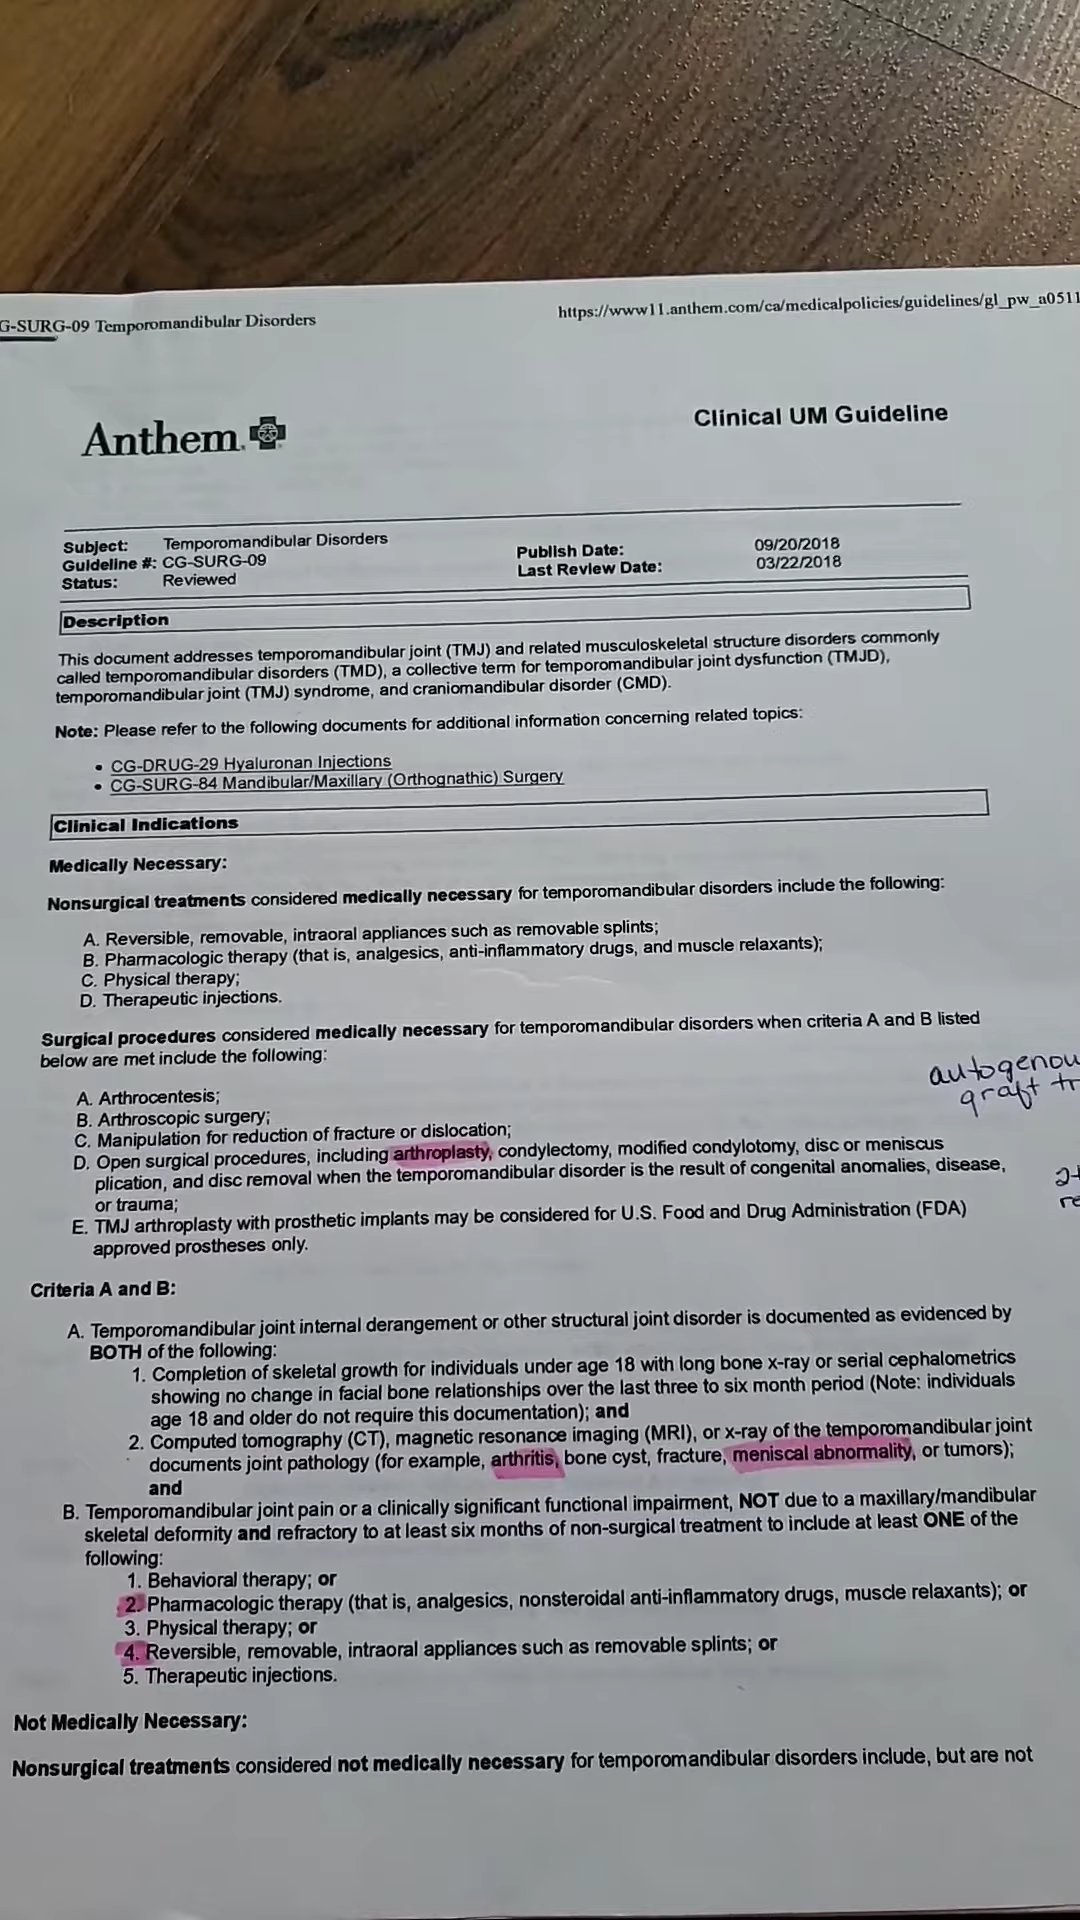 G-SURG-09 Temporomandibular Disorders
https://www11.anthem.com/ca/medicalpolicies/guidelines/gl_pw_a0511
Anthem.
Clinical UM Guideline
Subject: Temporomandibular Disorders
Guideline #: CG-SURG-09
Status: Reviewed
Publish Date: 09/20/2018
Last Review Date: 03/22/2018
Description
This document addresses temporomandibular joint (TMJ) and related musculoskeletal structure disorders commonly
called temporomandibular disorders (TMD), a collective term for temporomandibular joint dysfunction (TMJD),
temporomandibular joint (TMJ) syndrome, and craniomandibular disorder (CMD).
Note: Please refer to the following documents for additional information concerning related topics:
• CG-DRUG-29 Hyaluronan Injections
• CG-SURG-84 Mandibular/Maxillary (Orthognathic) Surgery
Clinical Indications
Medically Necessary:
Nonsurgical treatments considered medically necessary for temporomandibular disorders include the following:
A. Reversible, removable, intraoral appliances such as removable splints;
B. Pharmacologic therapy (that is, analgesics, anti-inflammatory drugs, and muscle relaxants);
C. Physical therapy;
D. Therapeutic injections.
Surgical procedures considered medically necessary for temporomandibular disorders when criteria A and B listed
below are met include the following:
autogenou
graft tr
A. Arthrocentesis;
B. Arthroscopic surgery;
C. Manipulation for reduction of fracture or dislocation;
D. Open surgical procedures, including arthroplasty, condylectomy, modified condylotomy, disc or meniscus
plication, and disc removal when the temporomandibular disorder is the result of congenital anomalies, disease,
or trauma;
E. TMJ arthroplasty with prosthetic implants may be considered for U.S. Food and Drug Administration (FDA)
approved prostheses only.
Criteria A and B:
A. Temporomandibular joint internal derangement or other structural joint disorder is documented as evidenced by
BOTH of the following:
1. Completion of skeletal growth for individuals under age 18 with long bone x-ray or serial cephalometrics
showing no change in facial bone relationships over the last three to six month period (Note: individuals
age 18 and older do not require this documentation); and
2. Computed tomography (CT), magnetic resonance imaging (MRI), or x-ray of the temporomandibular joint
documents joint pathology (for example, arthritis, bone cyst, fracture, meniscal abnormality, or tumors);
and
B. Temporomandibular joint pain or a clinically significant functional impairment, NOT due to a maxillary/mandibular
skeletal deformity and refractory to at least six months of non-surgical treatment to include at least ONE of the
following:
1. Behavioral therapy; or
2. Pharmacologic therapy (that is, analgesics, nonsteroidal anti-inflammatory drugs, muscle relaxants); or
3. Physical therapy; or
4. Reversible, removable, intraoral appliances such as removable splints; or
5. Therapeutic injections.
Not Medically Necessary:
Nonsurgical treatments considered not medically necessary for temporomandibular disorders include, but are not